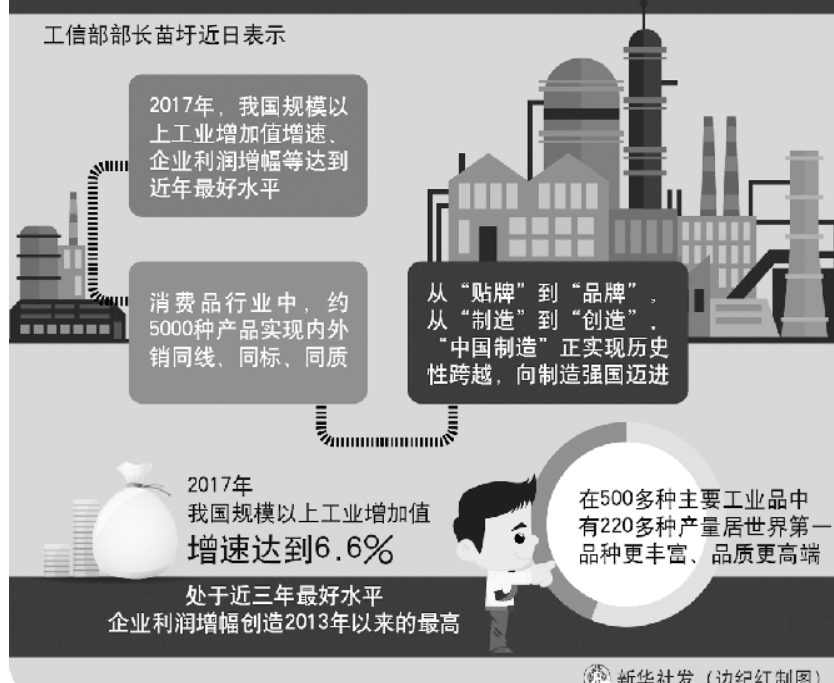 工信部部长苗圩近日表示
2017年，我国规模以
上工业增加值增速、
企业利润增幅等达到
近年最好水平
消费品行业中，约
5000种产品实现内外
销同线、同标、同质
从“贴牌”到“品牌”，
从“制造”到“创造”，
“中国制造”正实现历史
性跨越，向制造强国迈进
2017年
我国规模以上工业增加值
增速达到6.6%
处于近三年最好水平
企业利润增幅创造2013年以来的最高
在500多种主要工业品中
有220多种产量居世界第一
品种更丰富、品质更高端
新华社发（边纪红制图）